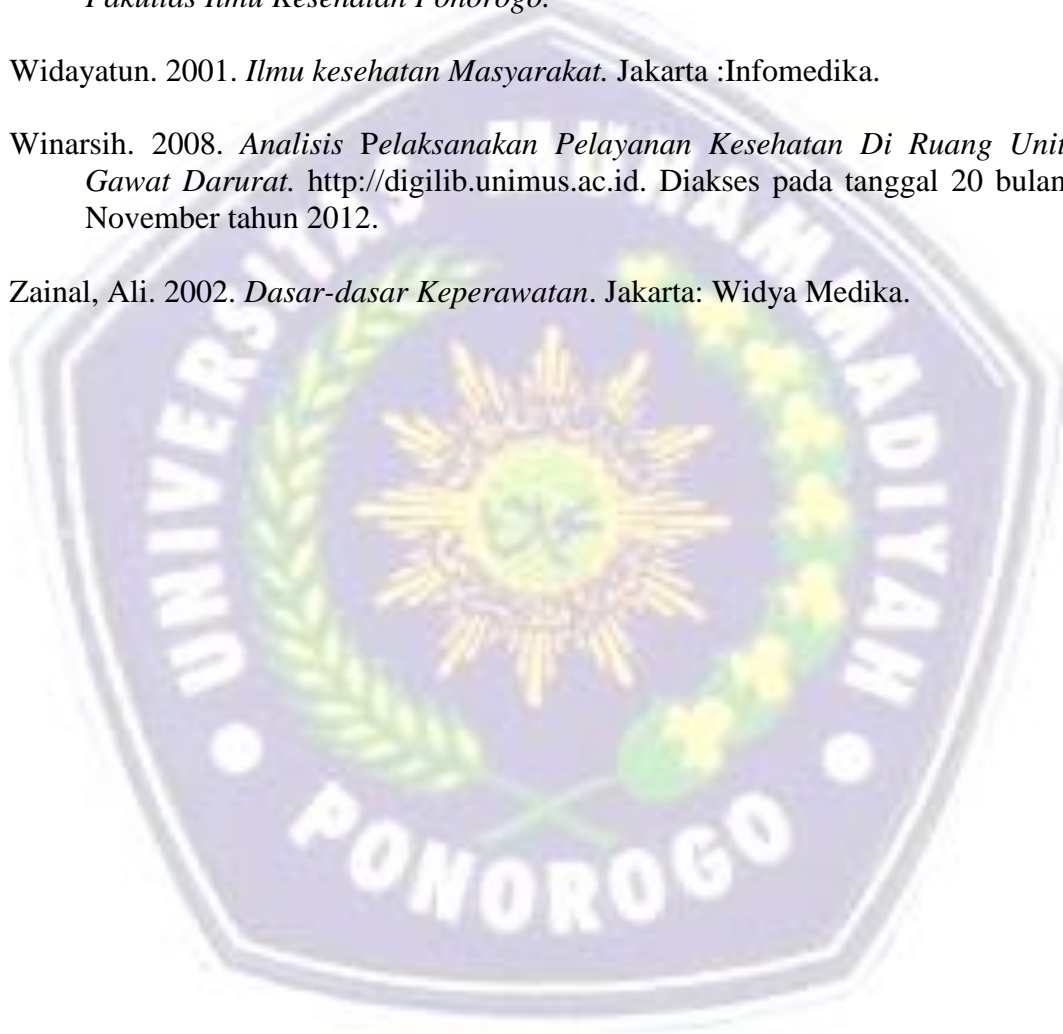 Fakultas Ilmu Kesehatan Ponorogo.
Widayatun. 2001. Ilmu kesehatan Masyarakat. Jakarta :Infomedika.
Winarsih. 2008. Analisis Pelaksanakan Pelayanan Kesehatan Di Ruang Unit
Gawat Darurat. http://digilib.unimus.ac.id. Diakses pada tanggal 20 bulan
November tahun 2012.
Zainal, Ali. 2002. Dasar-dasar Keperawatan. Jakarta: Widya Medika.
UNIVERSITAS MUHAMMADIYAH
PONOROGO